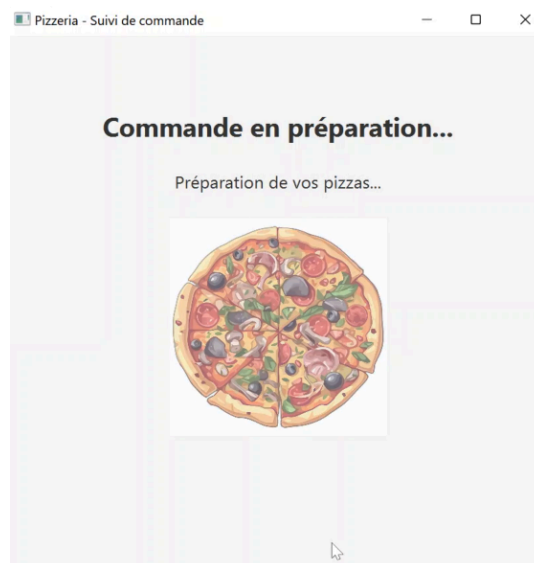 Pizzeria - Suivi de commande
Commande en préparation...
Préparation de vos pizzas...